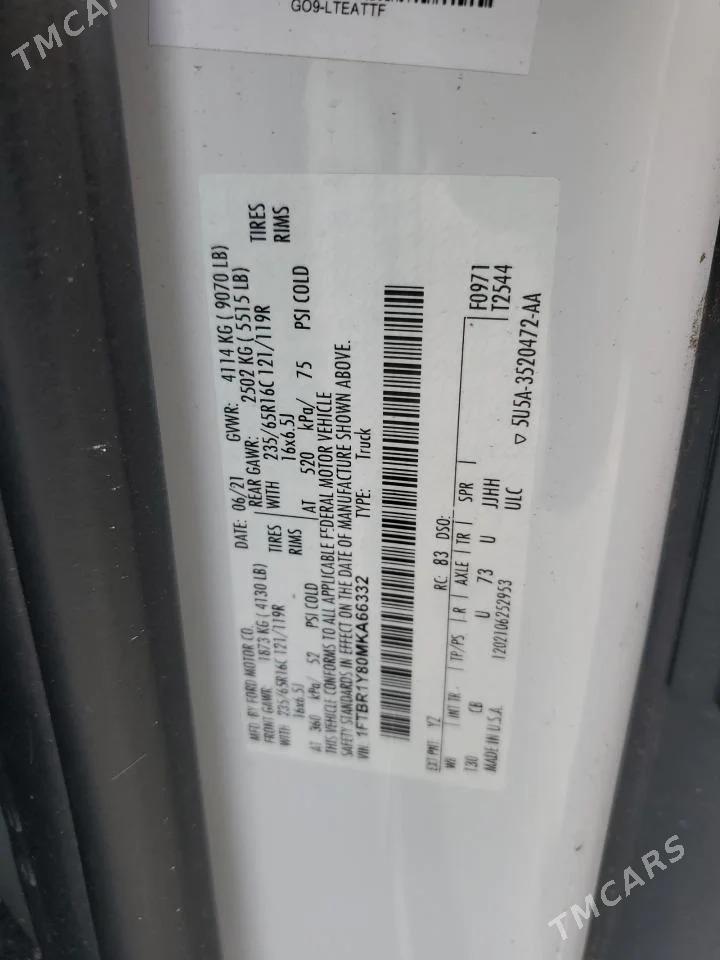 GO9-LTEATTF
TMCARS
MFD. BY FORD MOTOR CO. DATE: 06/21 GVWR: 4114 KG ( 9070 LB)
FRONT GAWR: 1873 KG ( 4130 LB) REAR GAWR: 2502 KG ( 5515 LB)
WITH 235/65R16C 121/119R TIRES WITH 235/65R16C 121/119R TIRES
16x6.5J RIMS 16x6.5J RIMS
AT 360 kPa/ 52 PSI COLD AT 520 kPa/ 75 PSI COLD
THIS VEHICLE CONFORMS TO ALL APPLICABLE FEDERAL MOTOR VEHICLE
SAFETY STANDARDS IN EFFECT ON THE DATE OF MANUFACTURE SHOWN ABOVE.
VIN: 1FTBR1Y80MKA66332 TYPE: Truck
EXT PNT: YZ RC: 83 DSO: F0971
WB INT TR. TP/PS R AXLE TR SPR T2544
130 CB U 73 U JJHH
MADE IN U.S.A. 1202106252953 ULC ▽ 5U5A-3520472-AA
TMCARS